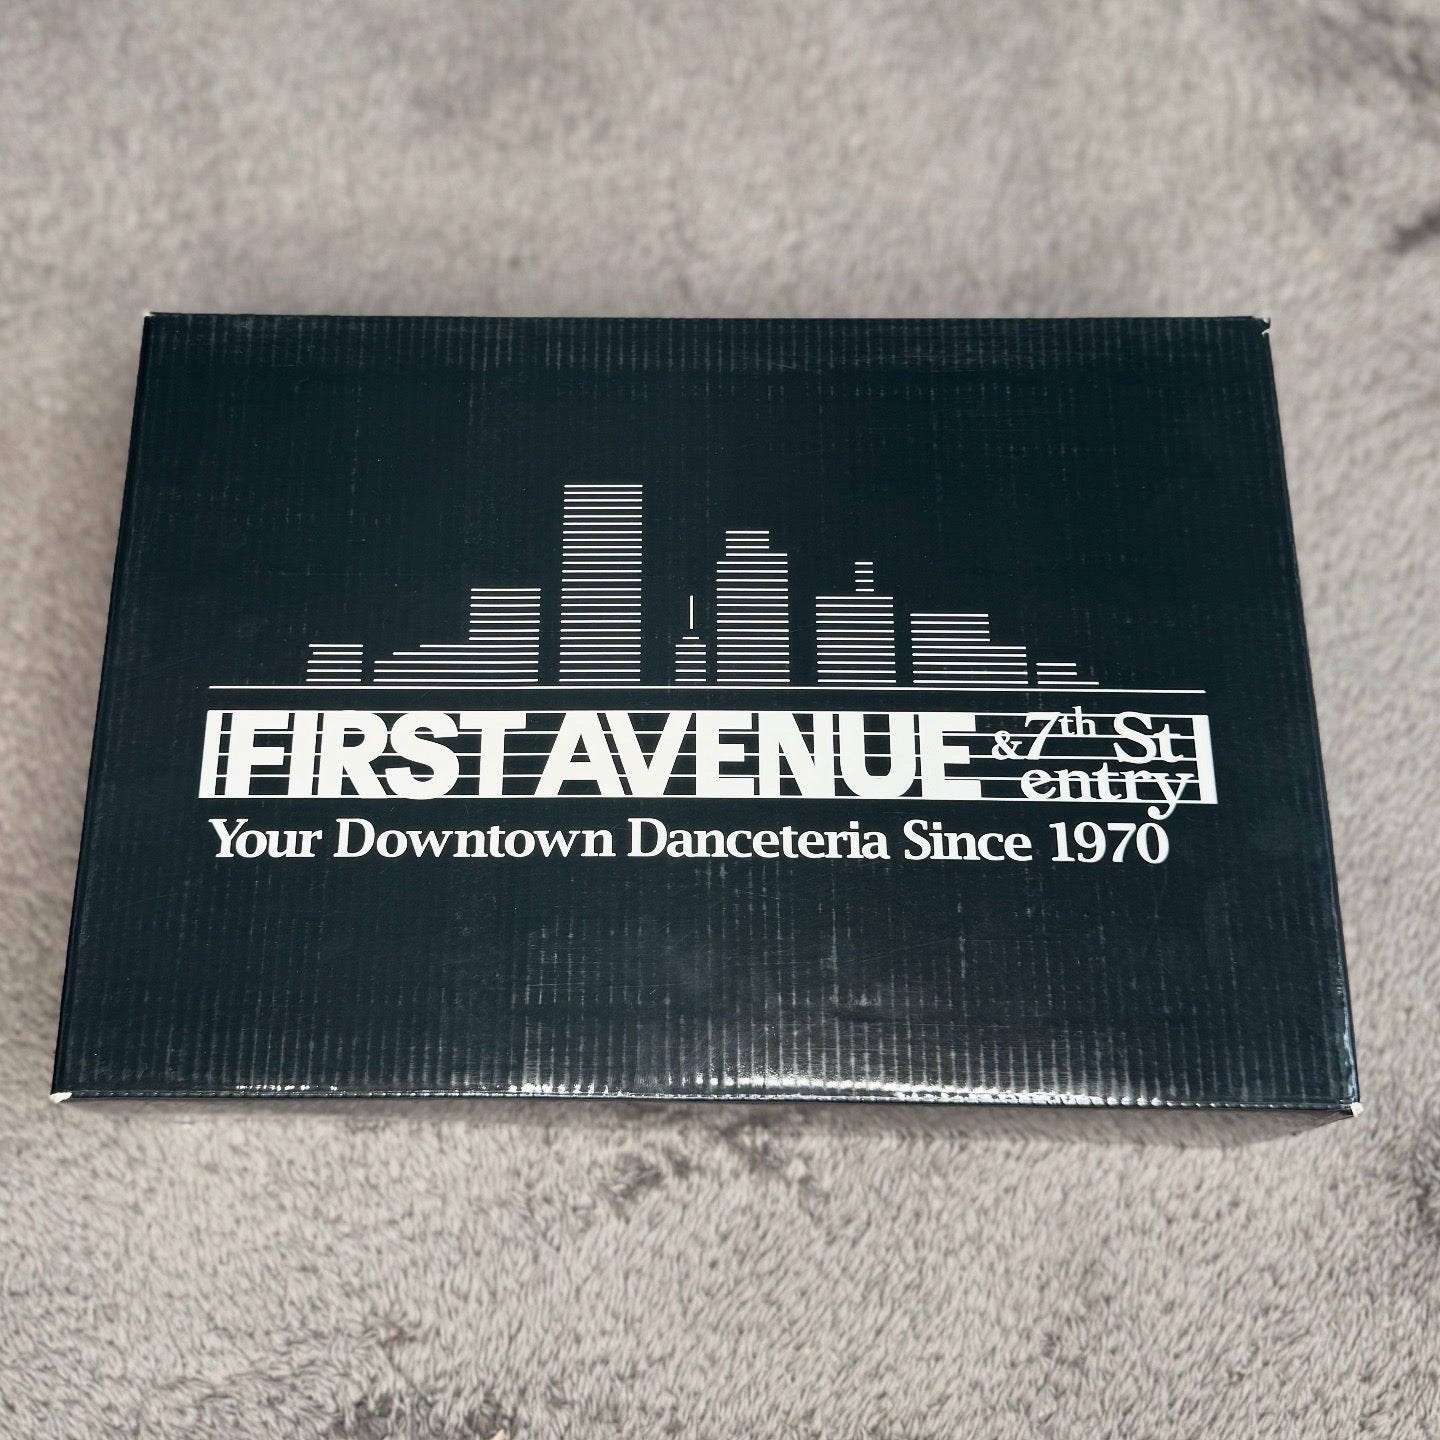 FIRST AVENUE & 7th St entry
Your Downtown Danceteria Since 1970